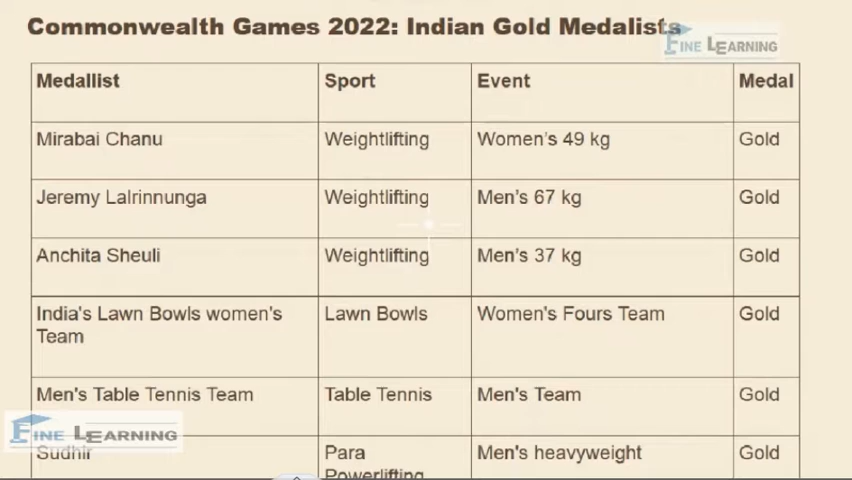 Commonwealth Games 2022: Indian Gold Medalists
FINE LEARNING
Medallist Sport Event Medal
Mirabai Chanu Weightlifting Women's 49 kg Gold
Jeremy Lalrinnunga Weightlifting Men's 67 kg Gold
Anchita Sheuli Weightlifting Men's 37 kg Gold
India's Lawn Bowls women's Lawn Bowls Women's Fours Team Gold
Team
Men's Table Tennis Team Table Tennis Men's Team Gold
FINE LEARNING
Sudhir Para Men's heavyweight Gold
Powerlifting